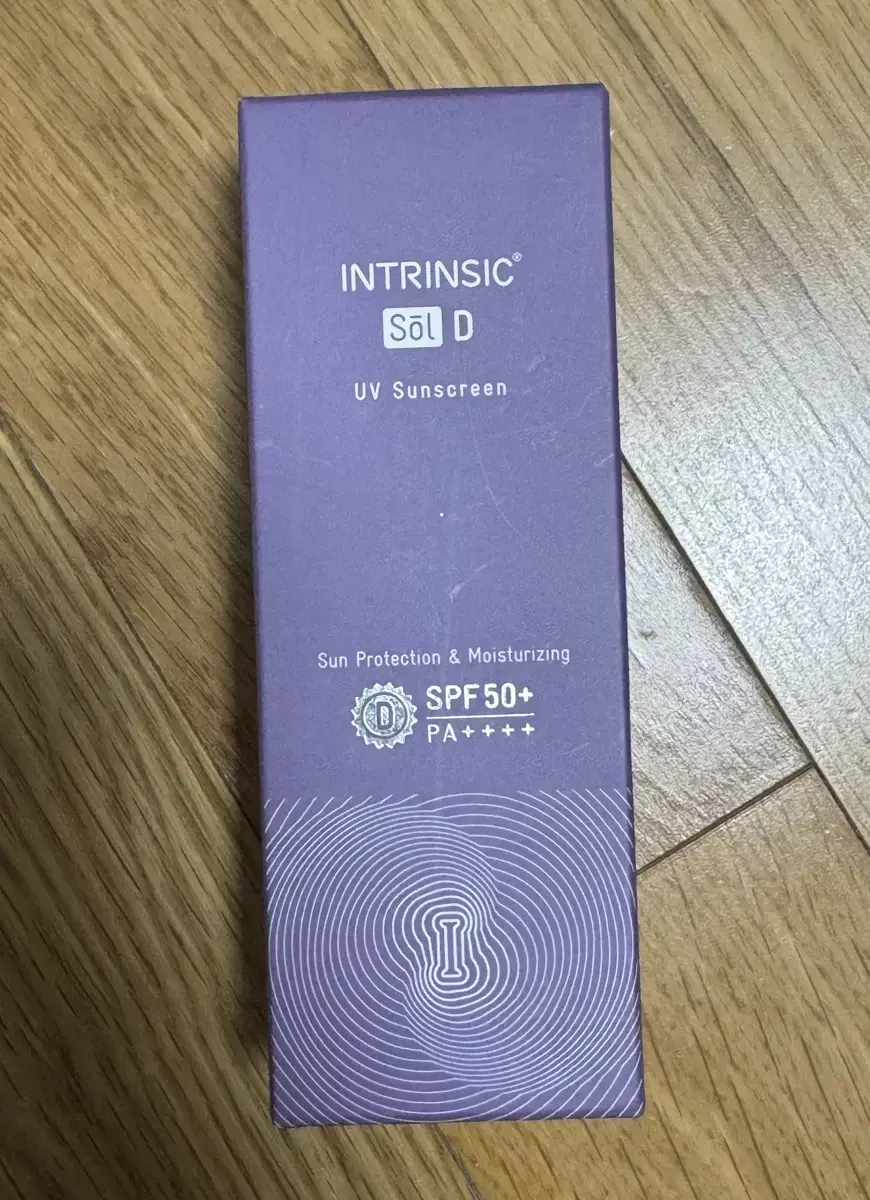 INTRINSIC®
Sōl D
UV Sunscreen
Sun Protection & Moisturizing
D
SPF50+
PA++++
I